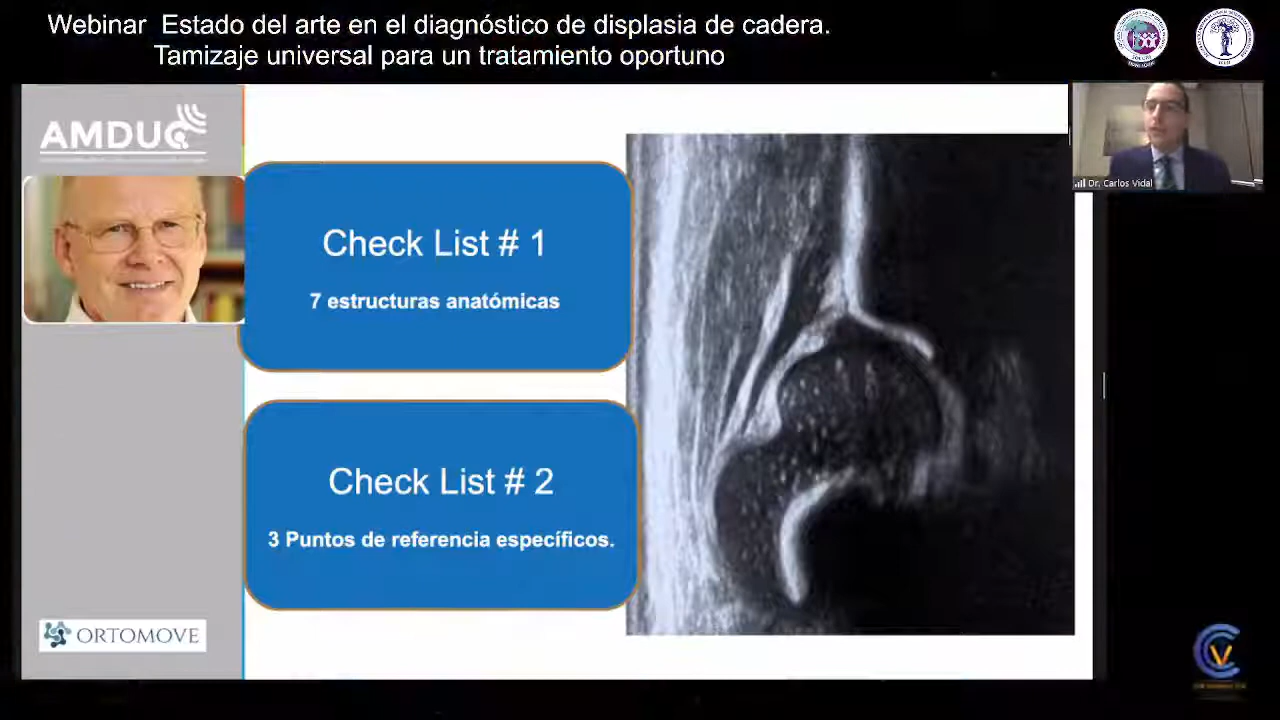 Webinar Estado del arte en el diagnóstico de displasia de cadera.
Tamizaje universal para un tratamiento oportuno
AMDUC
Dr. Carlos Vidal
Check List # 1
7 estructuras anatómicas
Check List # 2
3 Puntos de referencia específicos.
ORTOMOVE